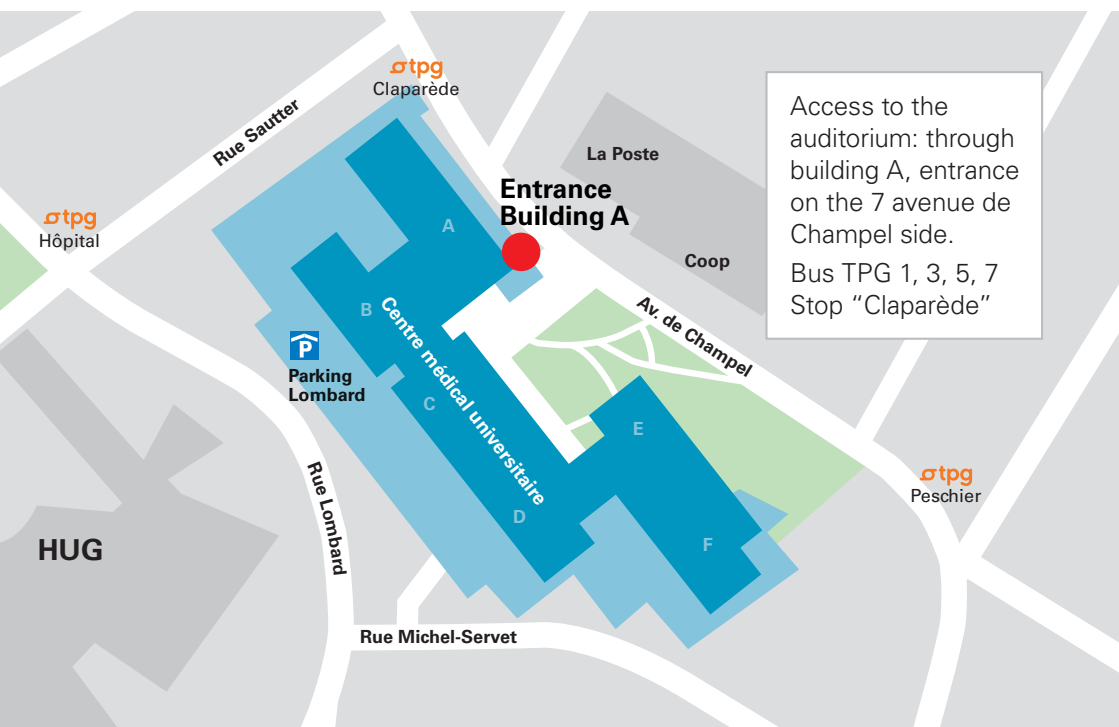 tpg
Claparède
Rue Sautter
La Poste
Entrance
Building A
tpg
Hôpital
A
Coop
Access to the
auditorium: through
building A, entrance
on the 7 avenue de
Champel side.
Bus TPG 1, 3, 5, 7
Stop “Claparède”
B
Centre médical universitaire
Av. de Champel
P
Parking
Lombard
C
E
Rue Lombard
D
tpg
Peschier
F
HUG
Rue Michel-Servet